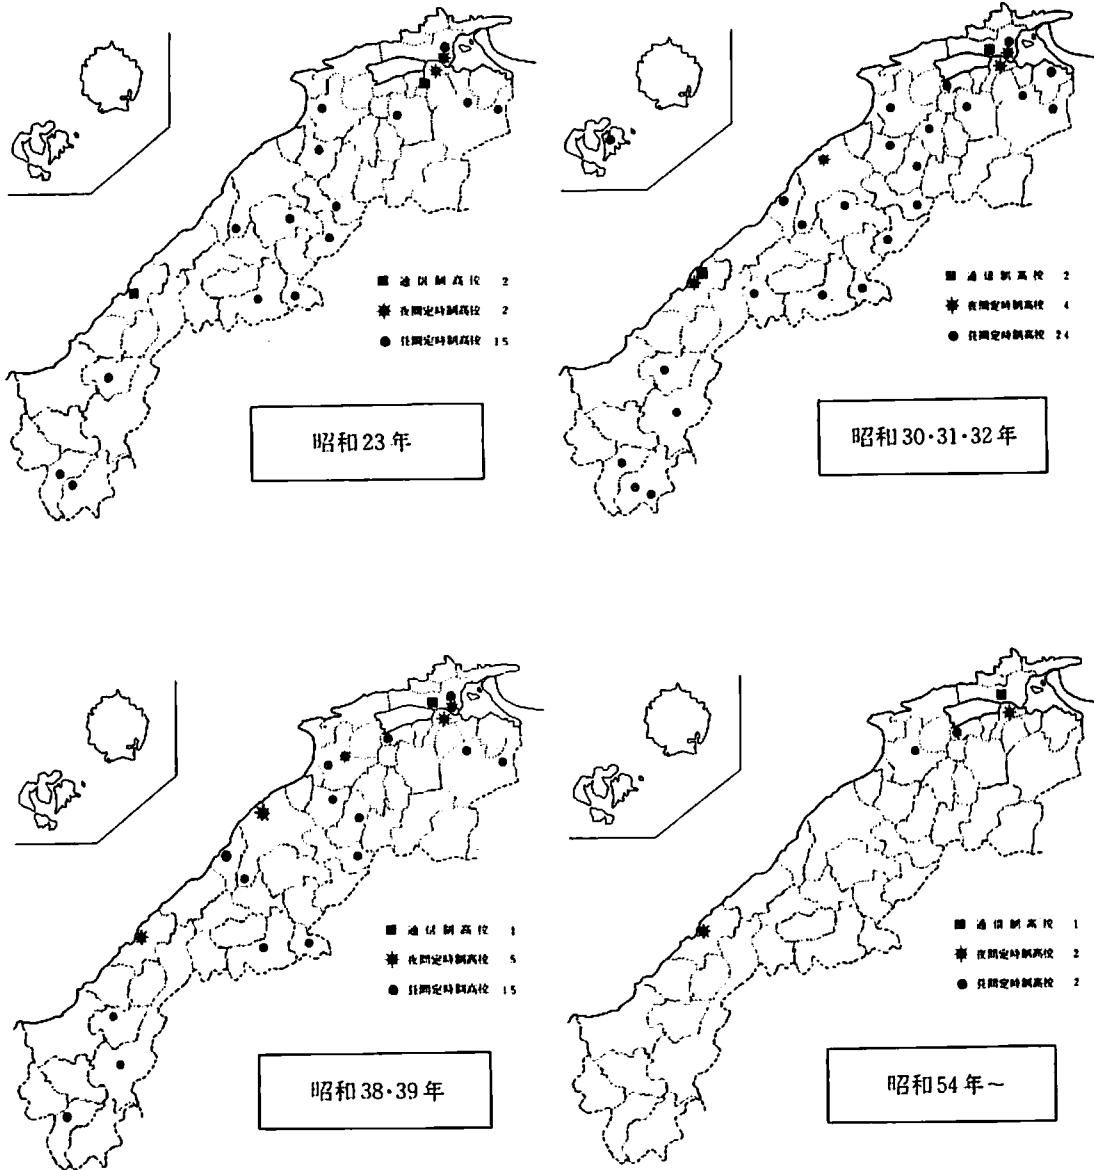 ■ 通信制高校 2
夜間定時制高校 2
● 昼間定時制高校 15
昭和23年
■ 通信制高校 2
夜間定時制高校 4
● 昼間定時制高校 24
昭和30・31・32年
■ 通信制高校 1
夜間定時制高校 5
● 昼間定時制高校 15
昭和38・39年
■ 通信制高校 1
夜間定時制高校 2
● 昼間定時制高校 2
昭和54年～